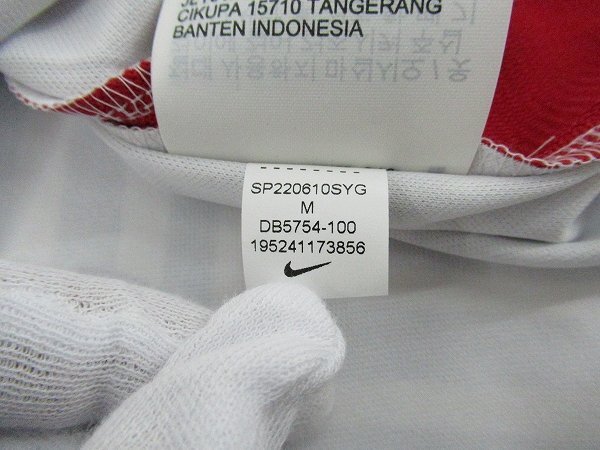 CIKUPA 15710 TANGERANG
BANTEN INDONESIA
SP220610SYG
M
DB5754-100
195241173856